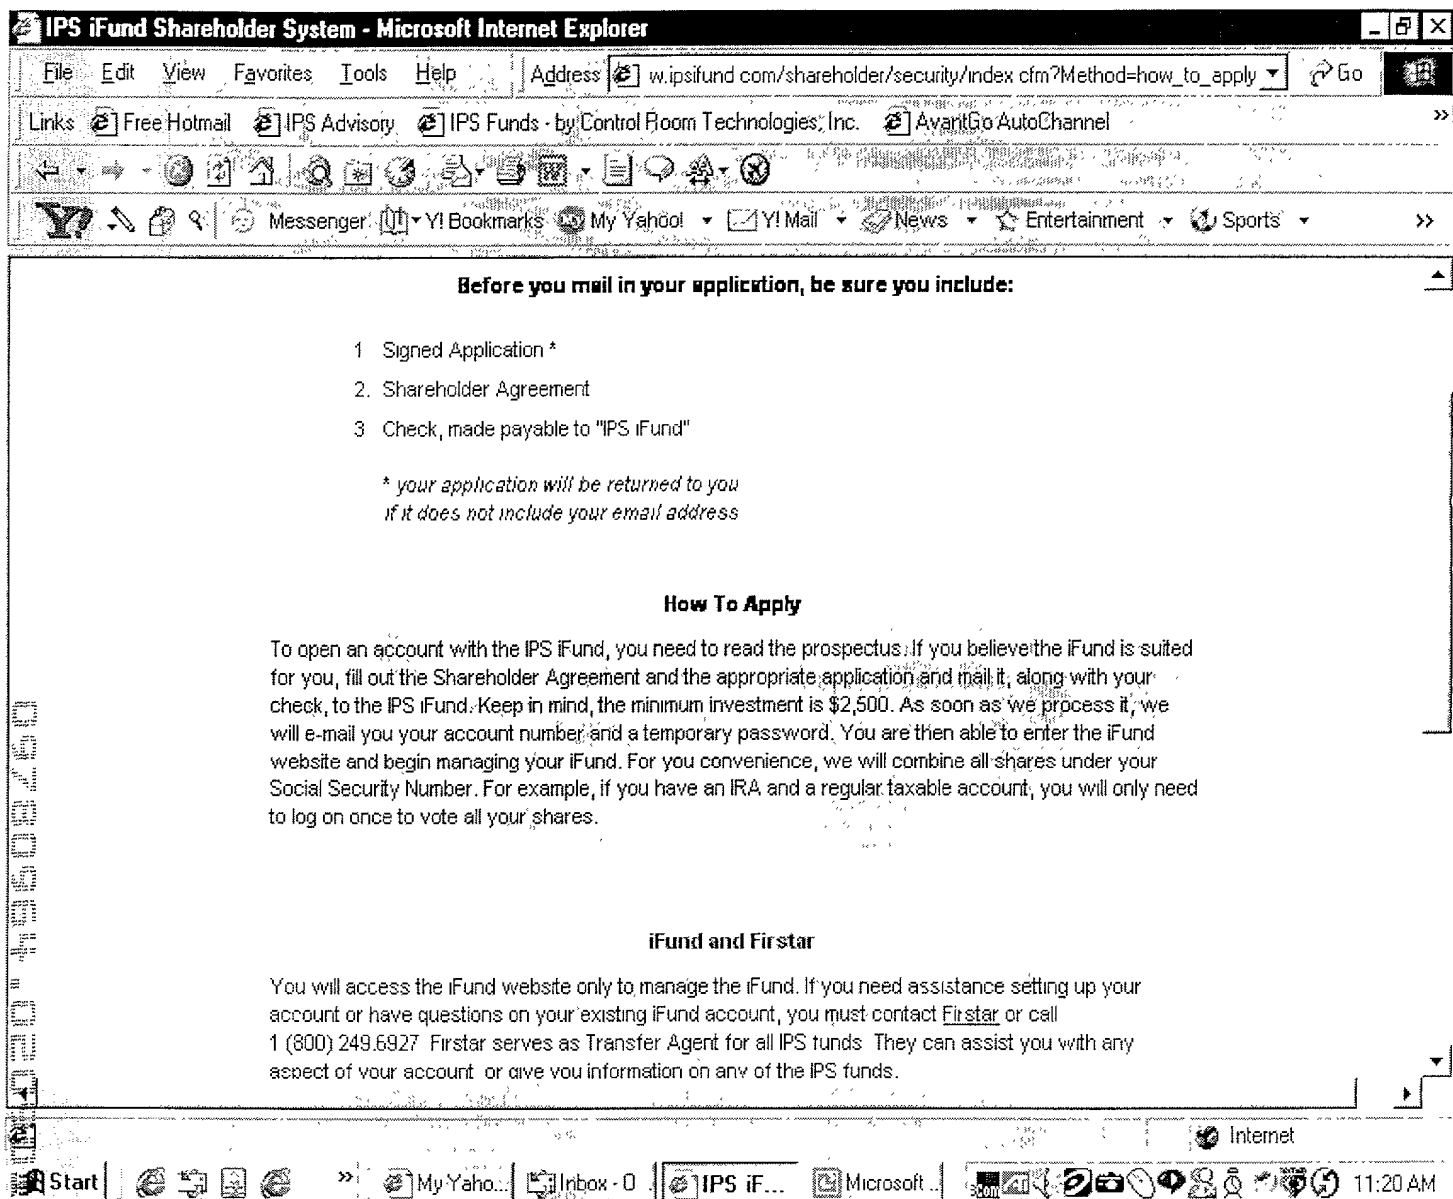 IPS iFund Shareholder System - Microsoft Internet Explorer
File Edit View Favorites Tools Help Address w.ipsifund com/shareholder/security/index cfm?Method=how_to_apply Go
Links Free Hotmail IPS Advisory IPS Funds - by Control Room Technologies, Inc. AvantGo AutoChannel »
Y? Messenger Y! Bookmarks My Yahoo! Y! Mail News Entertainment Sports »
Before you mail in your application, be sure you include:
1 Signed Application *
2. Shareholder Agreement
3 Check, made payable to "IPS iFund"
* your application will be returned to you
if it does not include your email address
How To Apply
To open an account with the IPS iFund, you need to read the prospectus. If you believe the iFund is suited
for you, fill out the Shareholder Agreement and the appropriate application and mail it, along with your
check, to the IPS iFund. Keep in mind, the minimum investment is $2,500. As soon as we process it, we
will e-mail you your account number and a temporary password. You are then able to enter the iFund
website and begin managing your iFund. For you convenience, we will combine all shares under your
Social Security Number. For example, if you have an IRA and a regular taxable account, you will only need
to log on once to vote all your shares.
iFund and Firstar
You will access the iFund website only to manage the iFund. If you need assistance setting up your
account or have questions on your existing iFund account, you must contact Firstar or call
1 (800) 249.6927 Firstar serves as Transfer Agent for all IPS funds They can assist you with any
aspect of your account or give you information on any of the IPS funds.
Internet
Start » My Yaho... Inbox - O IPS iF... Microsoft .. 11:20 AM